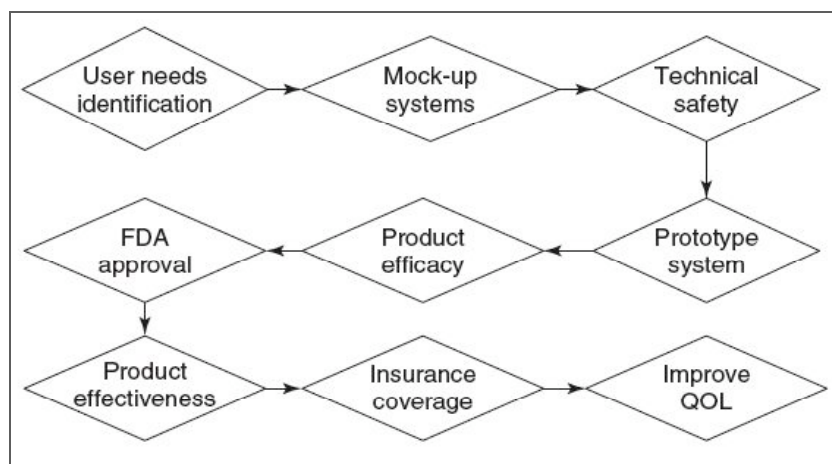 User needs
identification
Mock-up
systems
Technical
safety
FDA
approval
Product
efficacy
Prototype
system
Product
effectiveness
Insurance
coverage
Improve
QOL